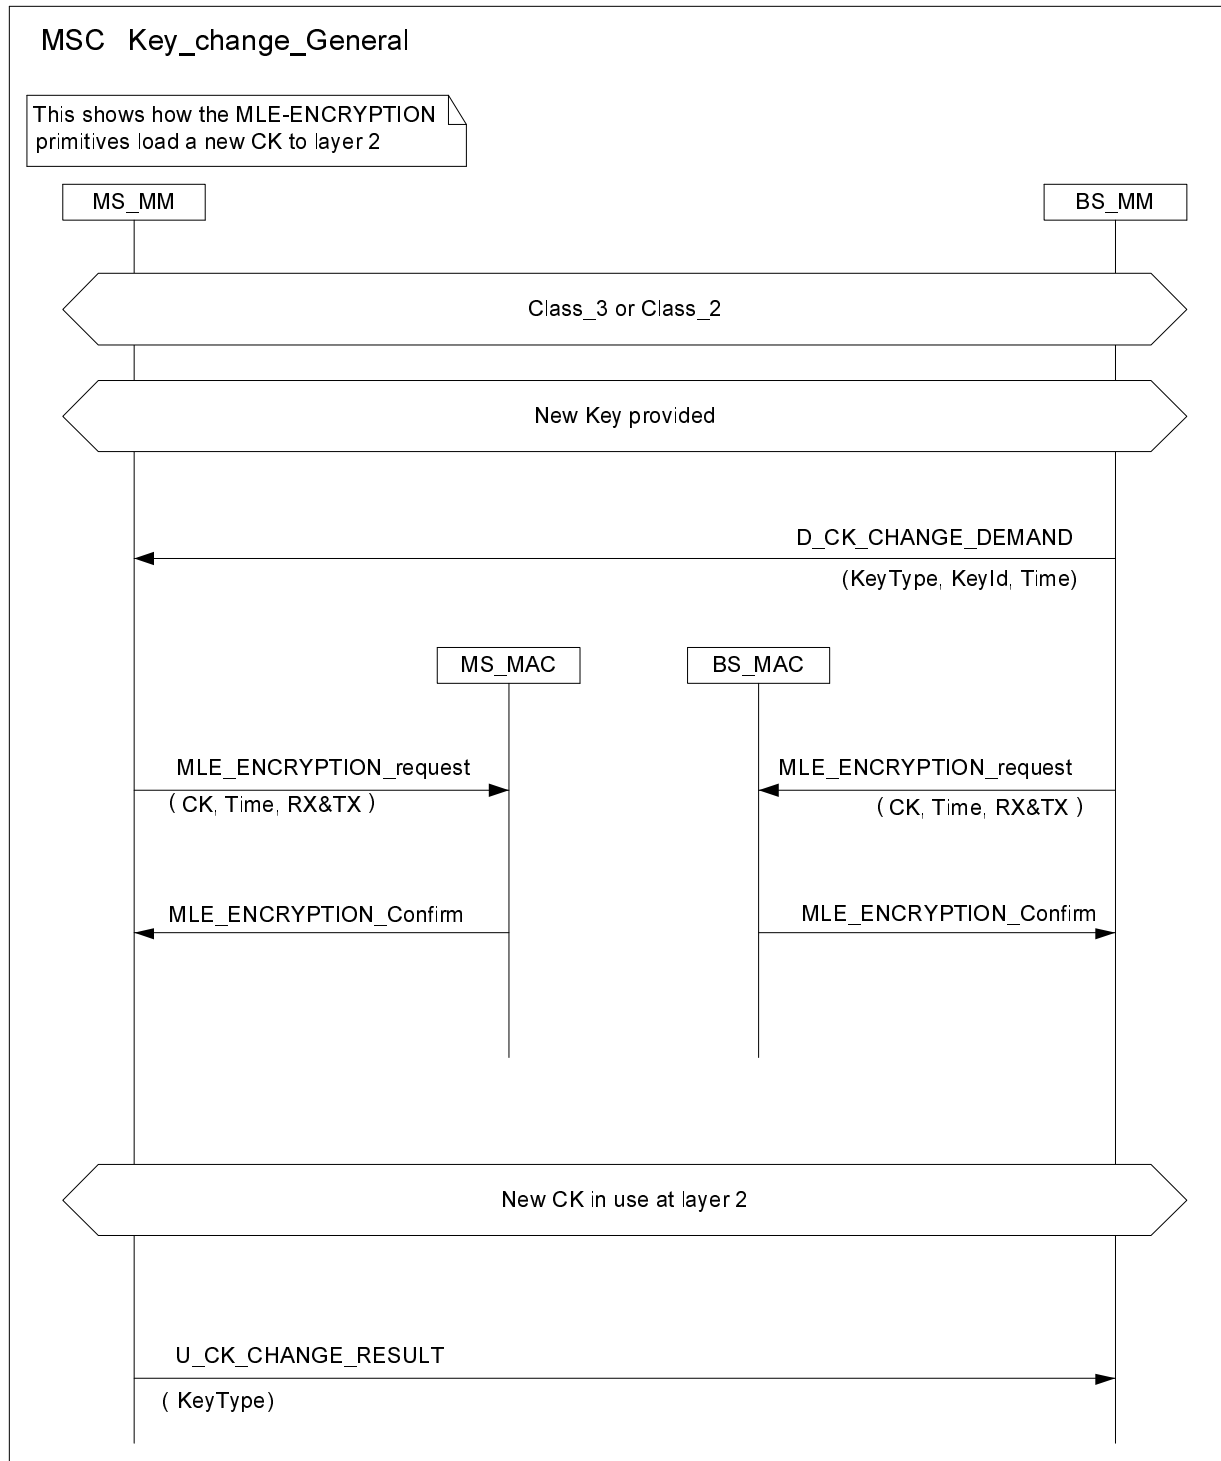 MSC Key_change_General
This shows how the MLE-ENCRYPTION
primitives load a new CK to layer 2
MS_MM
BS_MM
Class_3 or Class_2
New Key provided
D_CK_CHANGE_DEMAND
(KeyType, KeyId, Time)
MS_MAC
BS_MAC
MLE_ENCRYPTION_request
( CK, Time, RX&TX )
MLE_ENCRYPTION_request
( CK, Time, RX&TX )
MLE_ENCRYPTION_Confirm
MLE_ENCRYPTION_Confirm
New CK in use at layer 2
U_CK_CHANGE_RESULT
( KeyType)